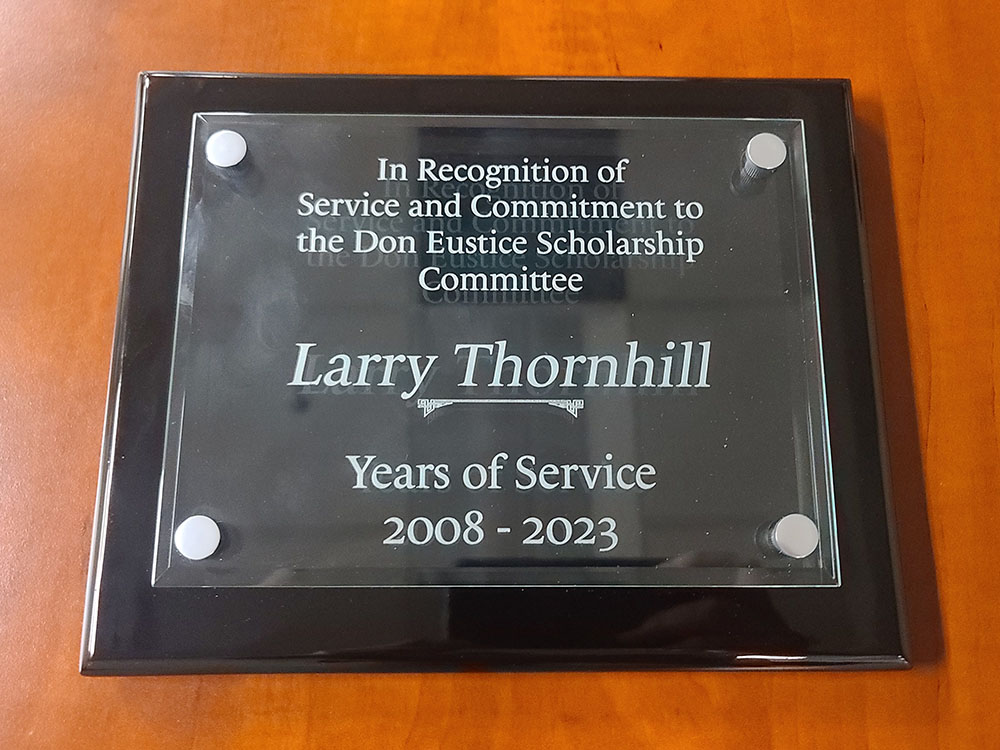 In Recognition of
Service and Commitment to
the Don Eustice Scholarship
Committee
Larry Thornhill
Years of Service
2008 - 2023